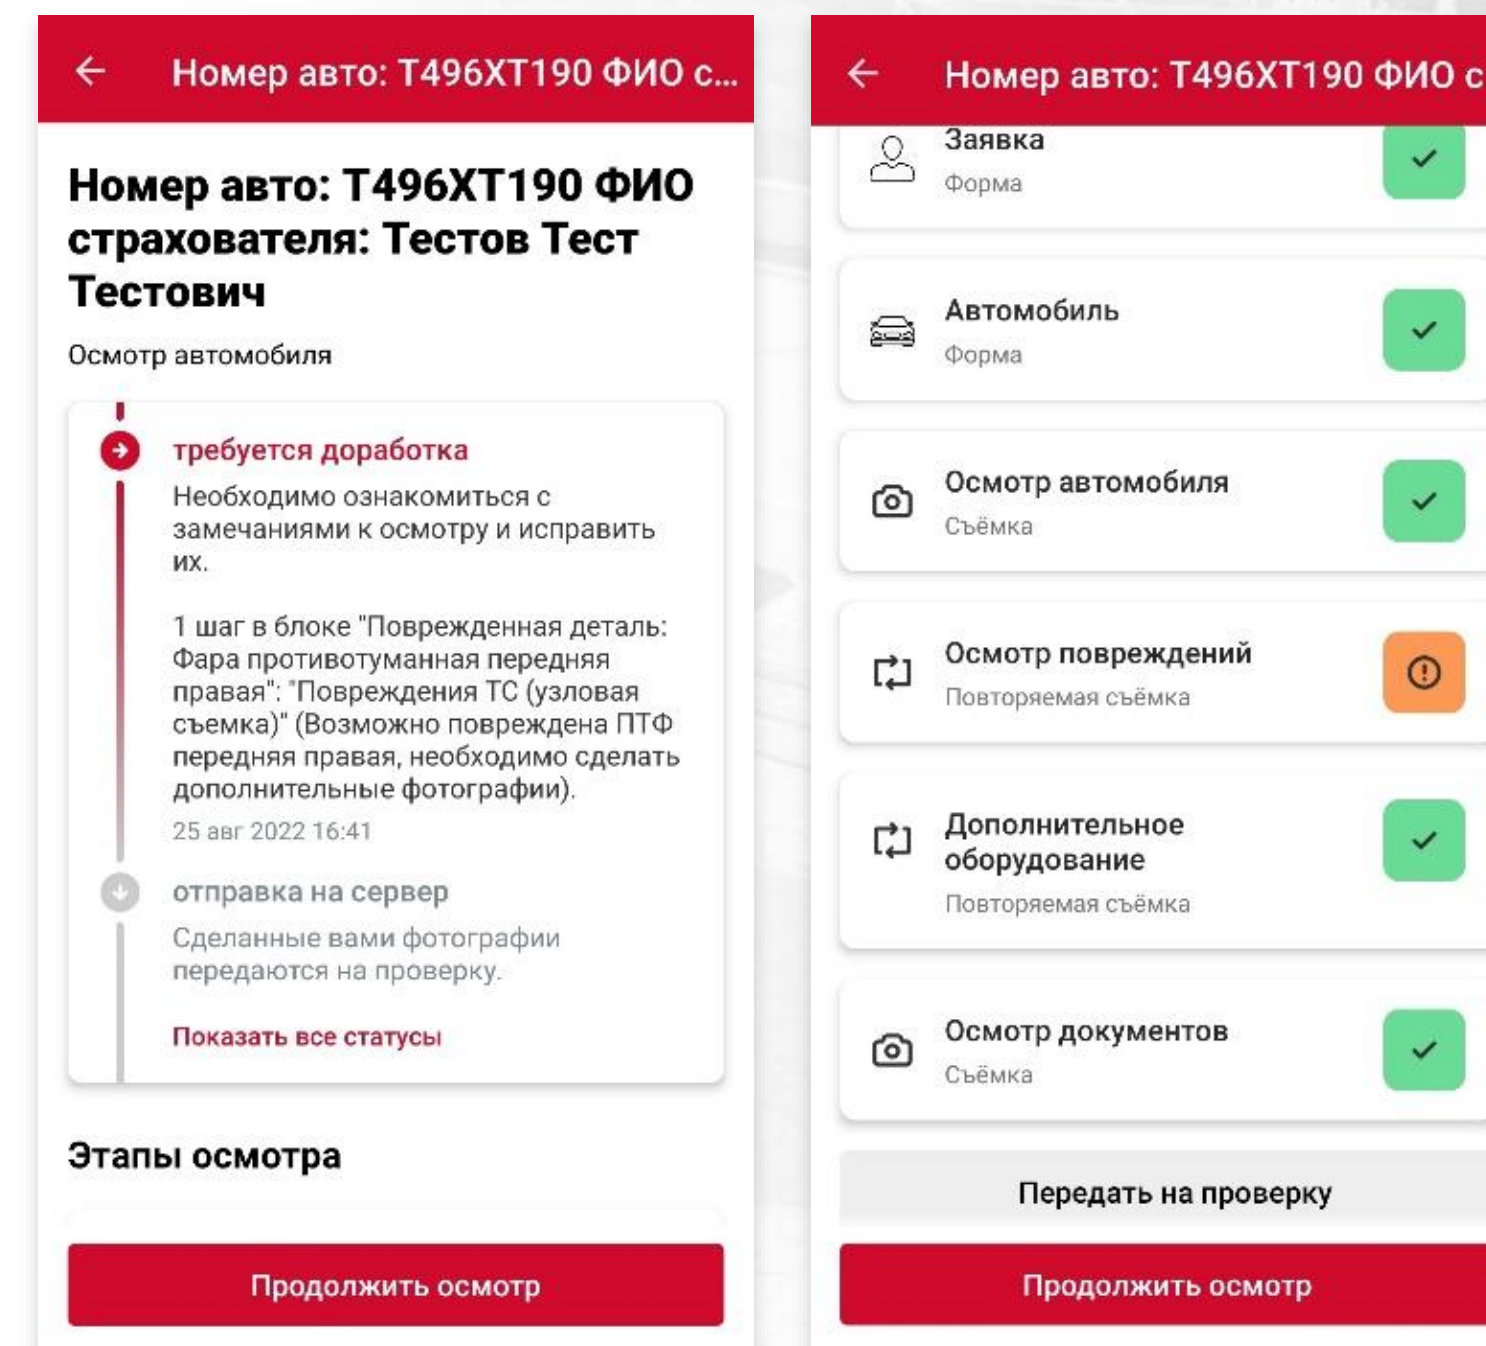 Номер авто: Т496ХТ190 ФИО с...
Номер авто: Т496ХТ190 ФИО
страхователя: Тестов Тест
Тестович
Осмотр автомобиля
требуется доработка
Необходимо ознакомиться с
замечаниями к осмотру и исправить
их.
1 шаг в блоке "Поврежденная деталь:
Фара противотуманная передняя
правая": "Повреждения ТС (узловая
съемка)" (Возможно повреждена ПТФ
передняя правая, необходимо сделать
дополнительные фотографии).
25 авг 2022 16:41
отправка на сервер
Сделанные вами фотографии
передаются на проверку.
Показать все статусы
Этапы осмотра
Продолжить осмотр
Номер авто: Т496ХТ190 ФИО с
Заявка
Форма
Автомобиль
Форма
Осмотр автомобиля
Съёмка
Осмотр повреждений
Повторяемая съёмка
Дополнительное
оборудование
Повторяемая съёмка
Осмотр документов
Съёмка
Передать на проверку
Продолжить осмотр